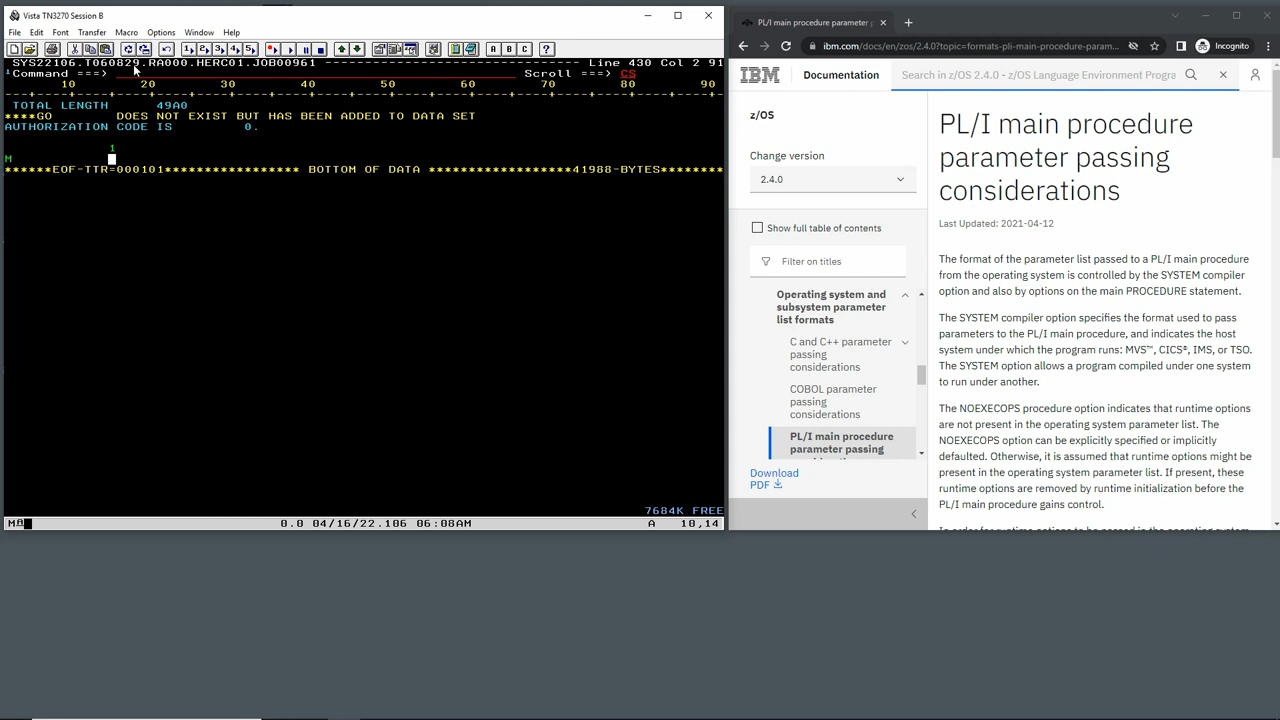 Vista TN3270 Session B
File Edit Font Transfer Macro Options Window Help
SYS22106.T060829.RA000.HERC01.JOB00961 ---------------------------- Line 430 Col 2 91
Command ===> Scroll ===> CS
10 20 30 40 50 60 70 80 90
TOTAL LENGTH 49A0
****GO DOES NOT EXIST BUT HAS BEEN ADDED TO DATA SET
AUTHORIZATION CODE IS 0.
1
M
******EOF-TTR=000101***************** BOTTOM OF DATA ******************41988-BYTES********
7684K FREE
0.0 04/16/22.106 06:08AM A 10,14
PL/I main procedure parameter p
ibm.com/docs/en/zos/2.4.0?topic=formats-pli-main-procedure-param...
Incognito
IBM
Documentation
Search in z/OS 2.4.0 - z/OS Language Environment Progra
z/OS
Change version
2.4.0
Show full table of contents
Filter on titles
Operating system and
subsystem parameter
list formats
C and C++ parameter
passing
considerations
COBOL parameter
passing
considerations
PL/I main procedure
parameter passing
Download
PDF
PL/I main procedure
parameter passing
considerations
Last Updated: 2021-04-12
The format of the parameter list passed to a PL/I main procedure
from the operating system is controlled by the SYSTEM compiler
option and also by options on the main PROCEDURE statement.
The SYSTEM compiler option specifies the format used to pass
parameters to the PL/I main procedure, and indicates the host
system under which the program runs: MVS™, CICS®, IMS, or TSO.
The SYSTEM option allows a program compiled under one system
to run under another.
The NOEXECOPS procedure option indicates that runtime options
are not present in the operating system parameter list. The
NOEXECOPS option can be explicitly specified or implicitly
defaulted. Otherwise, it is assumed that runtime options might be
present in the operating system parameter list. If present, these
runtime options are removed by runtime initialization before the
PL/I main procedure gains control.